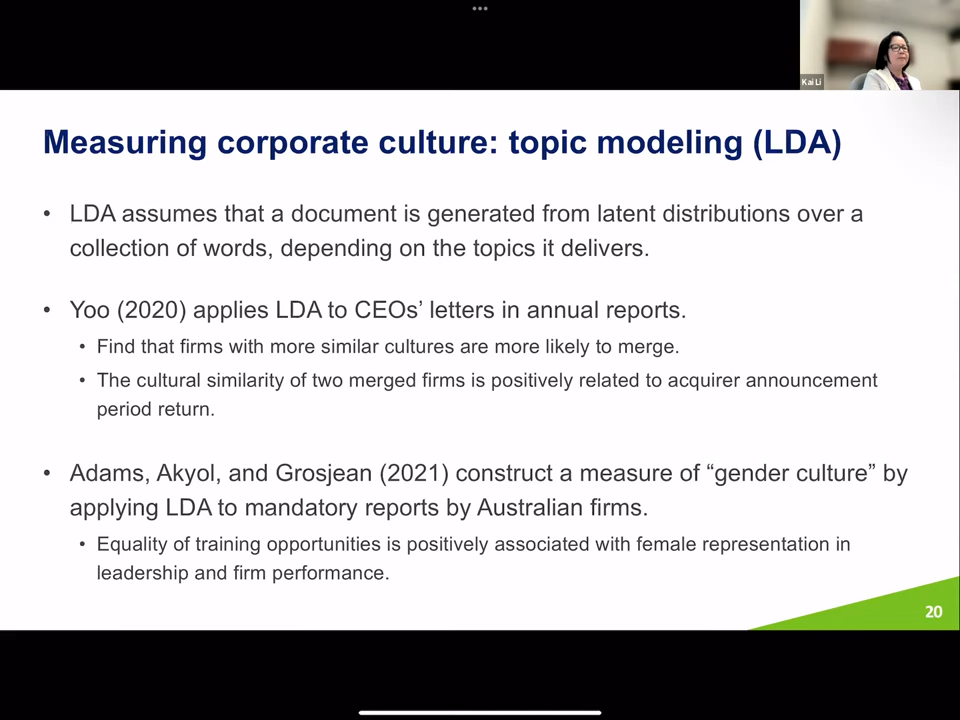 Kai Li
Measuring corporate culture: topic modeling (LDA)
• LDA assumes that a document is generated from latent distributions over a
collection of words, depending on the topics it delivers.
• Yoo (2020) applies LDA to CEOs’ letters in annual reports.
• Find that firms with more similar cultures are more likely to merge.
• The cultural similarity of two merged firms is positively related to acquirer announcement
period return.
• Adams, Akyol, and Grosjean (2021) construct a measure of “gender culture” by
applying LDA to mandatory reports by Australian firms.
• Equality of training opportunities is positively associated with female representation in
leadership and firm performance.
20